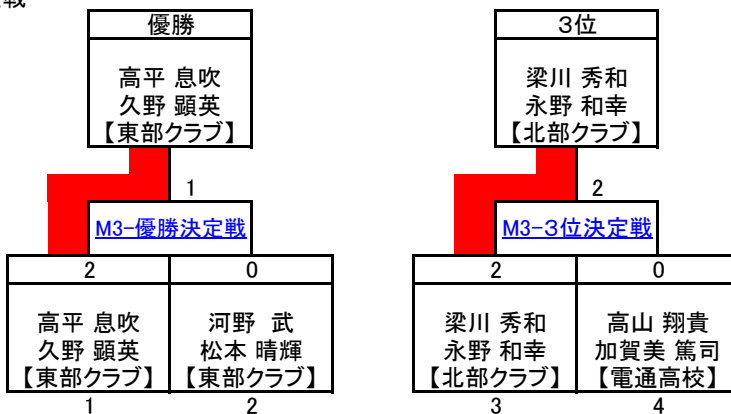 戦
優勝
高平 息吹
久野 顕英
【東部クラブ】
1
M3-優勝決定戦
2 0
高平 息吹
久野 顕英
【東部クラブ】
1
河野 武
松本 晴輝
【東部クラブ】
2
3位
梁川 秀和
永野 和幸
【北部クラブ】
2
M3-3位決定戦
2 0
梁川 秀和
永野 和幸
【北部クラブ】
3
高山 翔貴
加賀美 篤司
【電通高校】
4